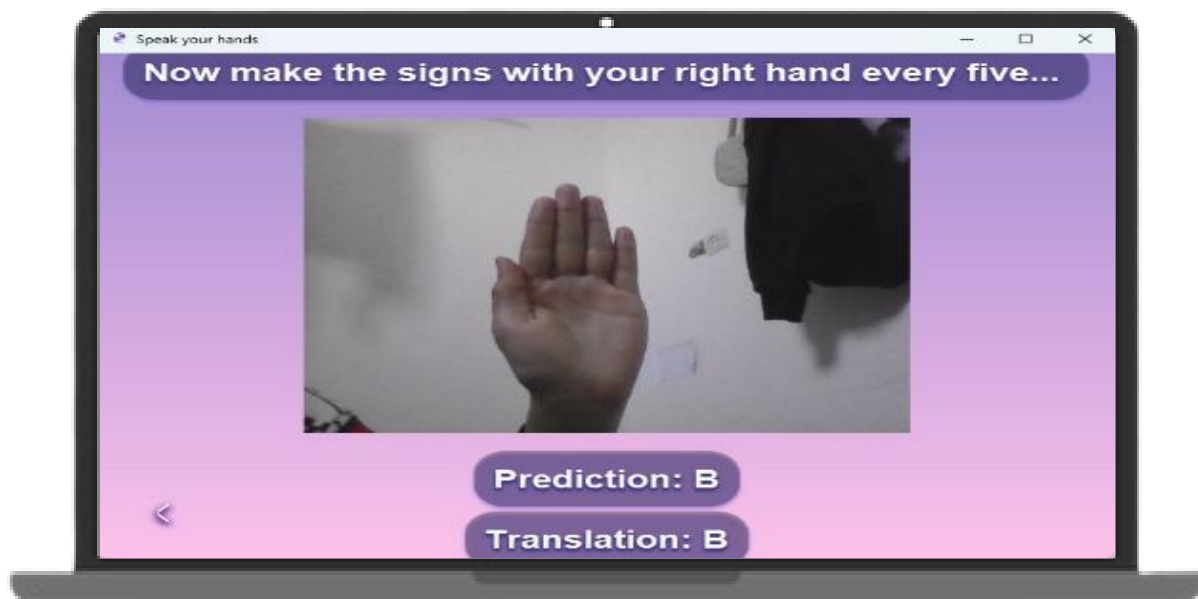 Speak your hands
Now make the signs with your right hand every five...
Prediction: B
Translation: B